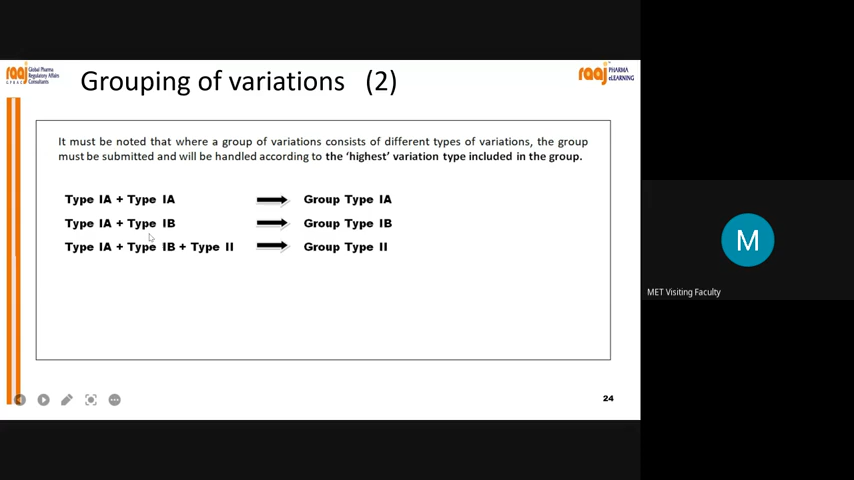 raaj
Global Pharma
Regulatory Affairs
Consultants
Grouping of variations (2)
raaj PHARMA
eLEARNING
It must be noted that where a group of variations consists of different types of variations, the group
must be submitted and will be handled according to the ‘highest’ variation type included in the group.
Type IA + Type IA Group Type IA
Type IA + Type IB Group Type IB
Type IA + Type IB + Type II Group Type II
24
M
MET Visiting Faculty